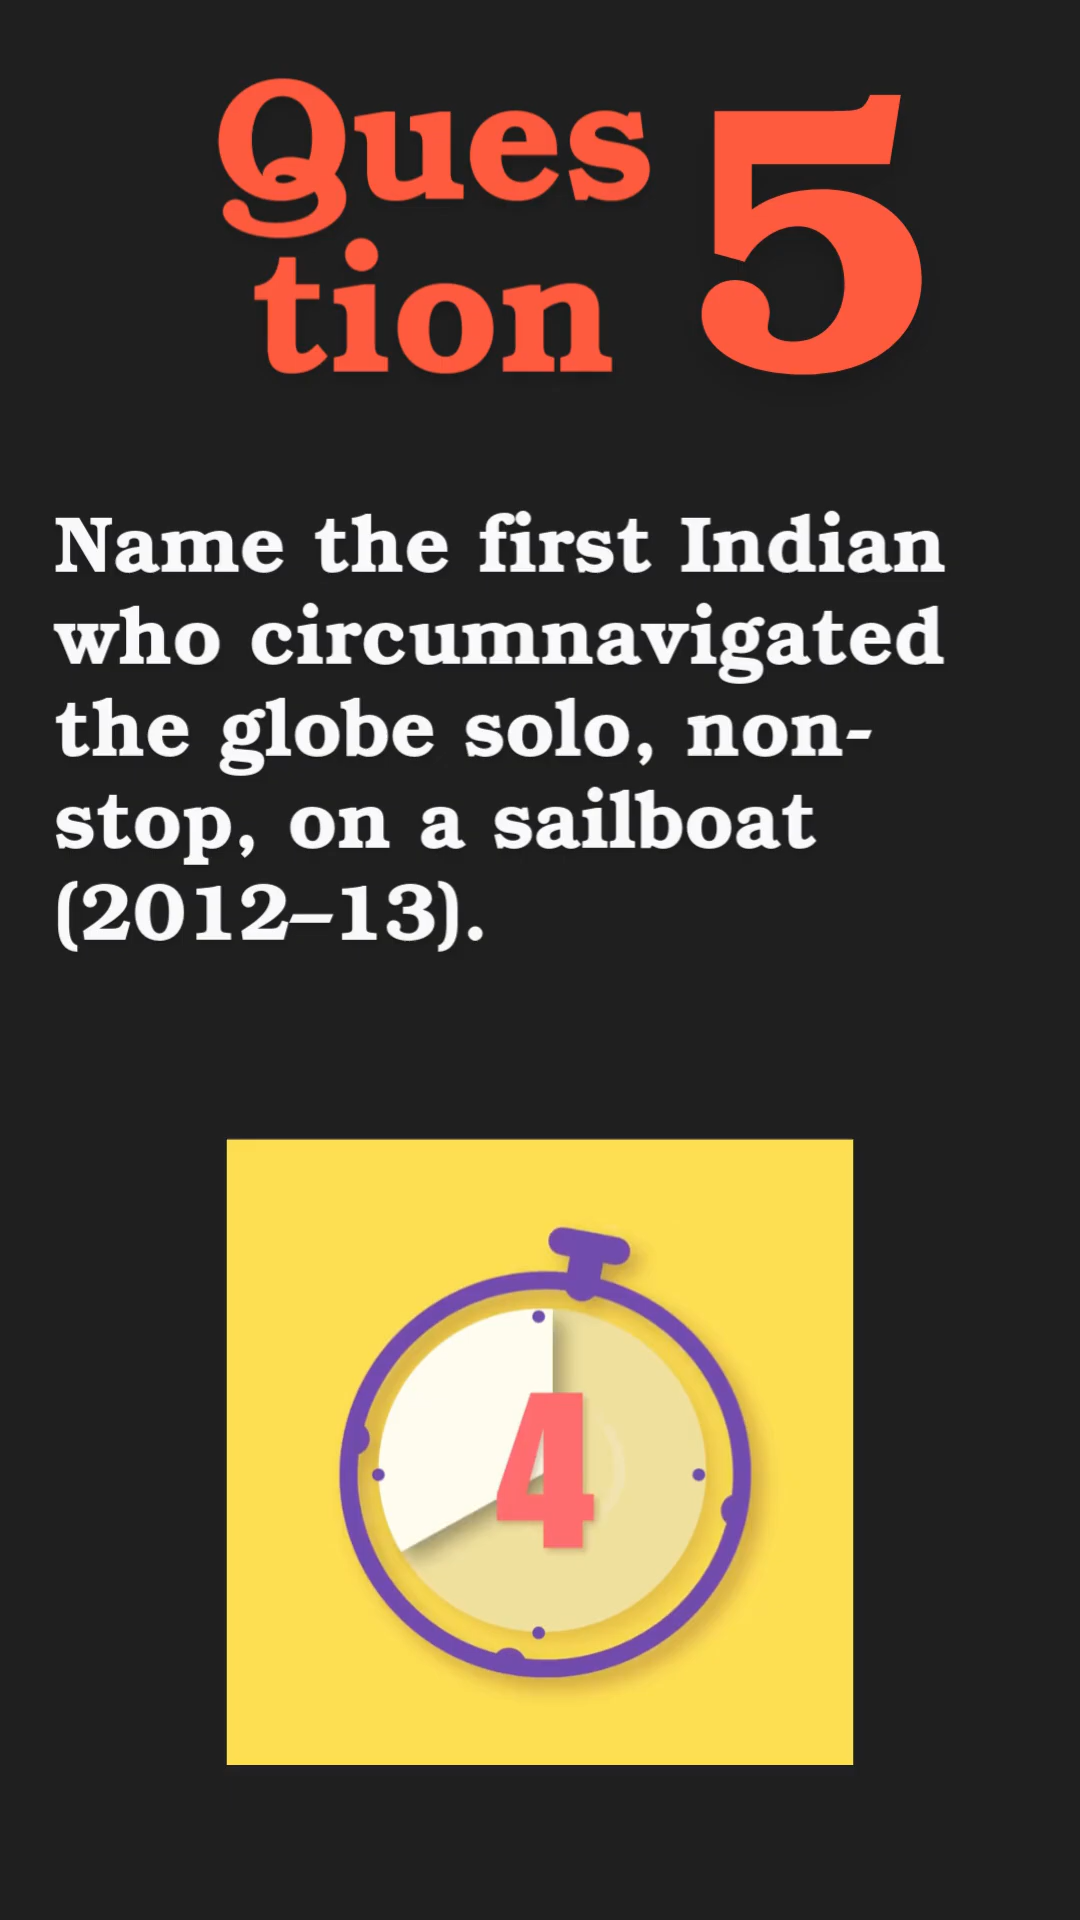 Ques
tion 5
Name the first Indian
who circumnavigated
the globe solo, non-
stop, on a sailboat
(2012–13).
4